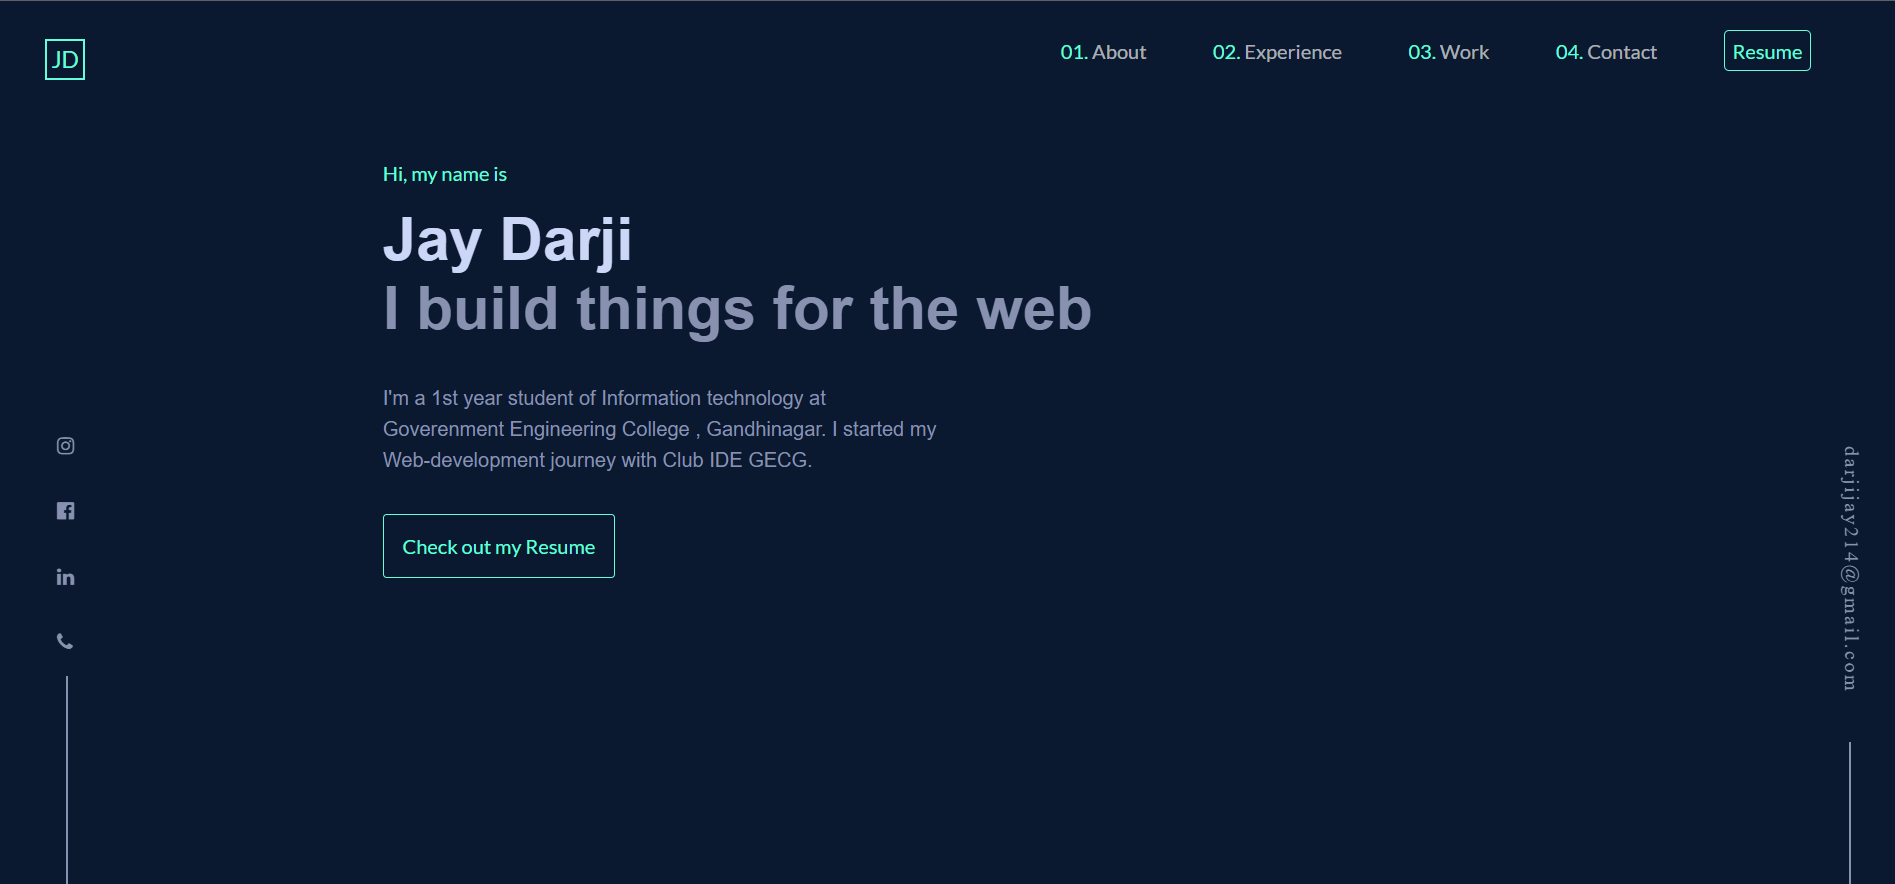 JD
01. About
02. Experience
03. Work
04. Contact
Resume
Hi, my name is
Jay Darji
I build things for the web
I'm a 1st year student of Information technology at
Goverenment Engineering College , Gandhinagar. I started my
Web-development journey with Club IDE GECG.
Check out my Resume
darjijay214@gmail.com